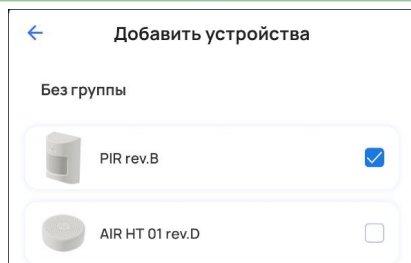 Добавить устройства
Без группы
PIR rev.B
AIR HT 01 rev.D